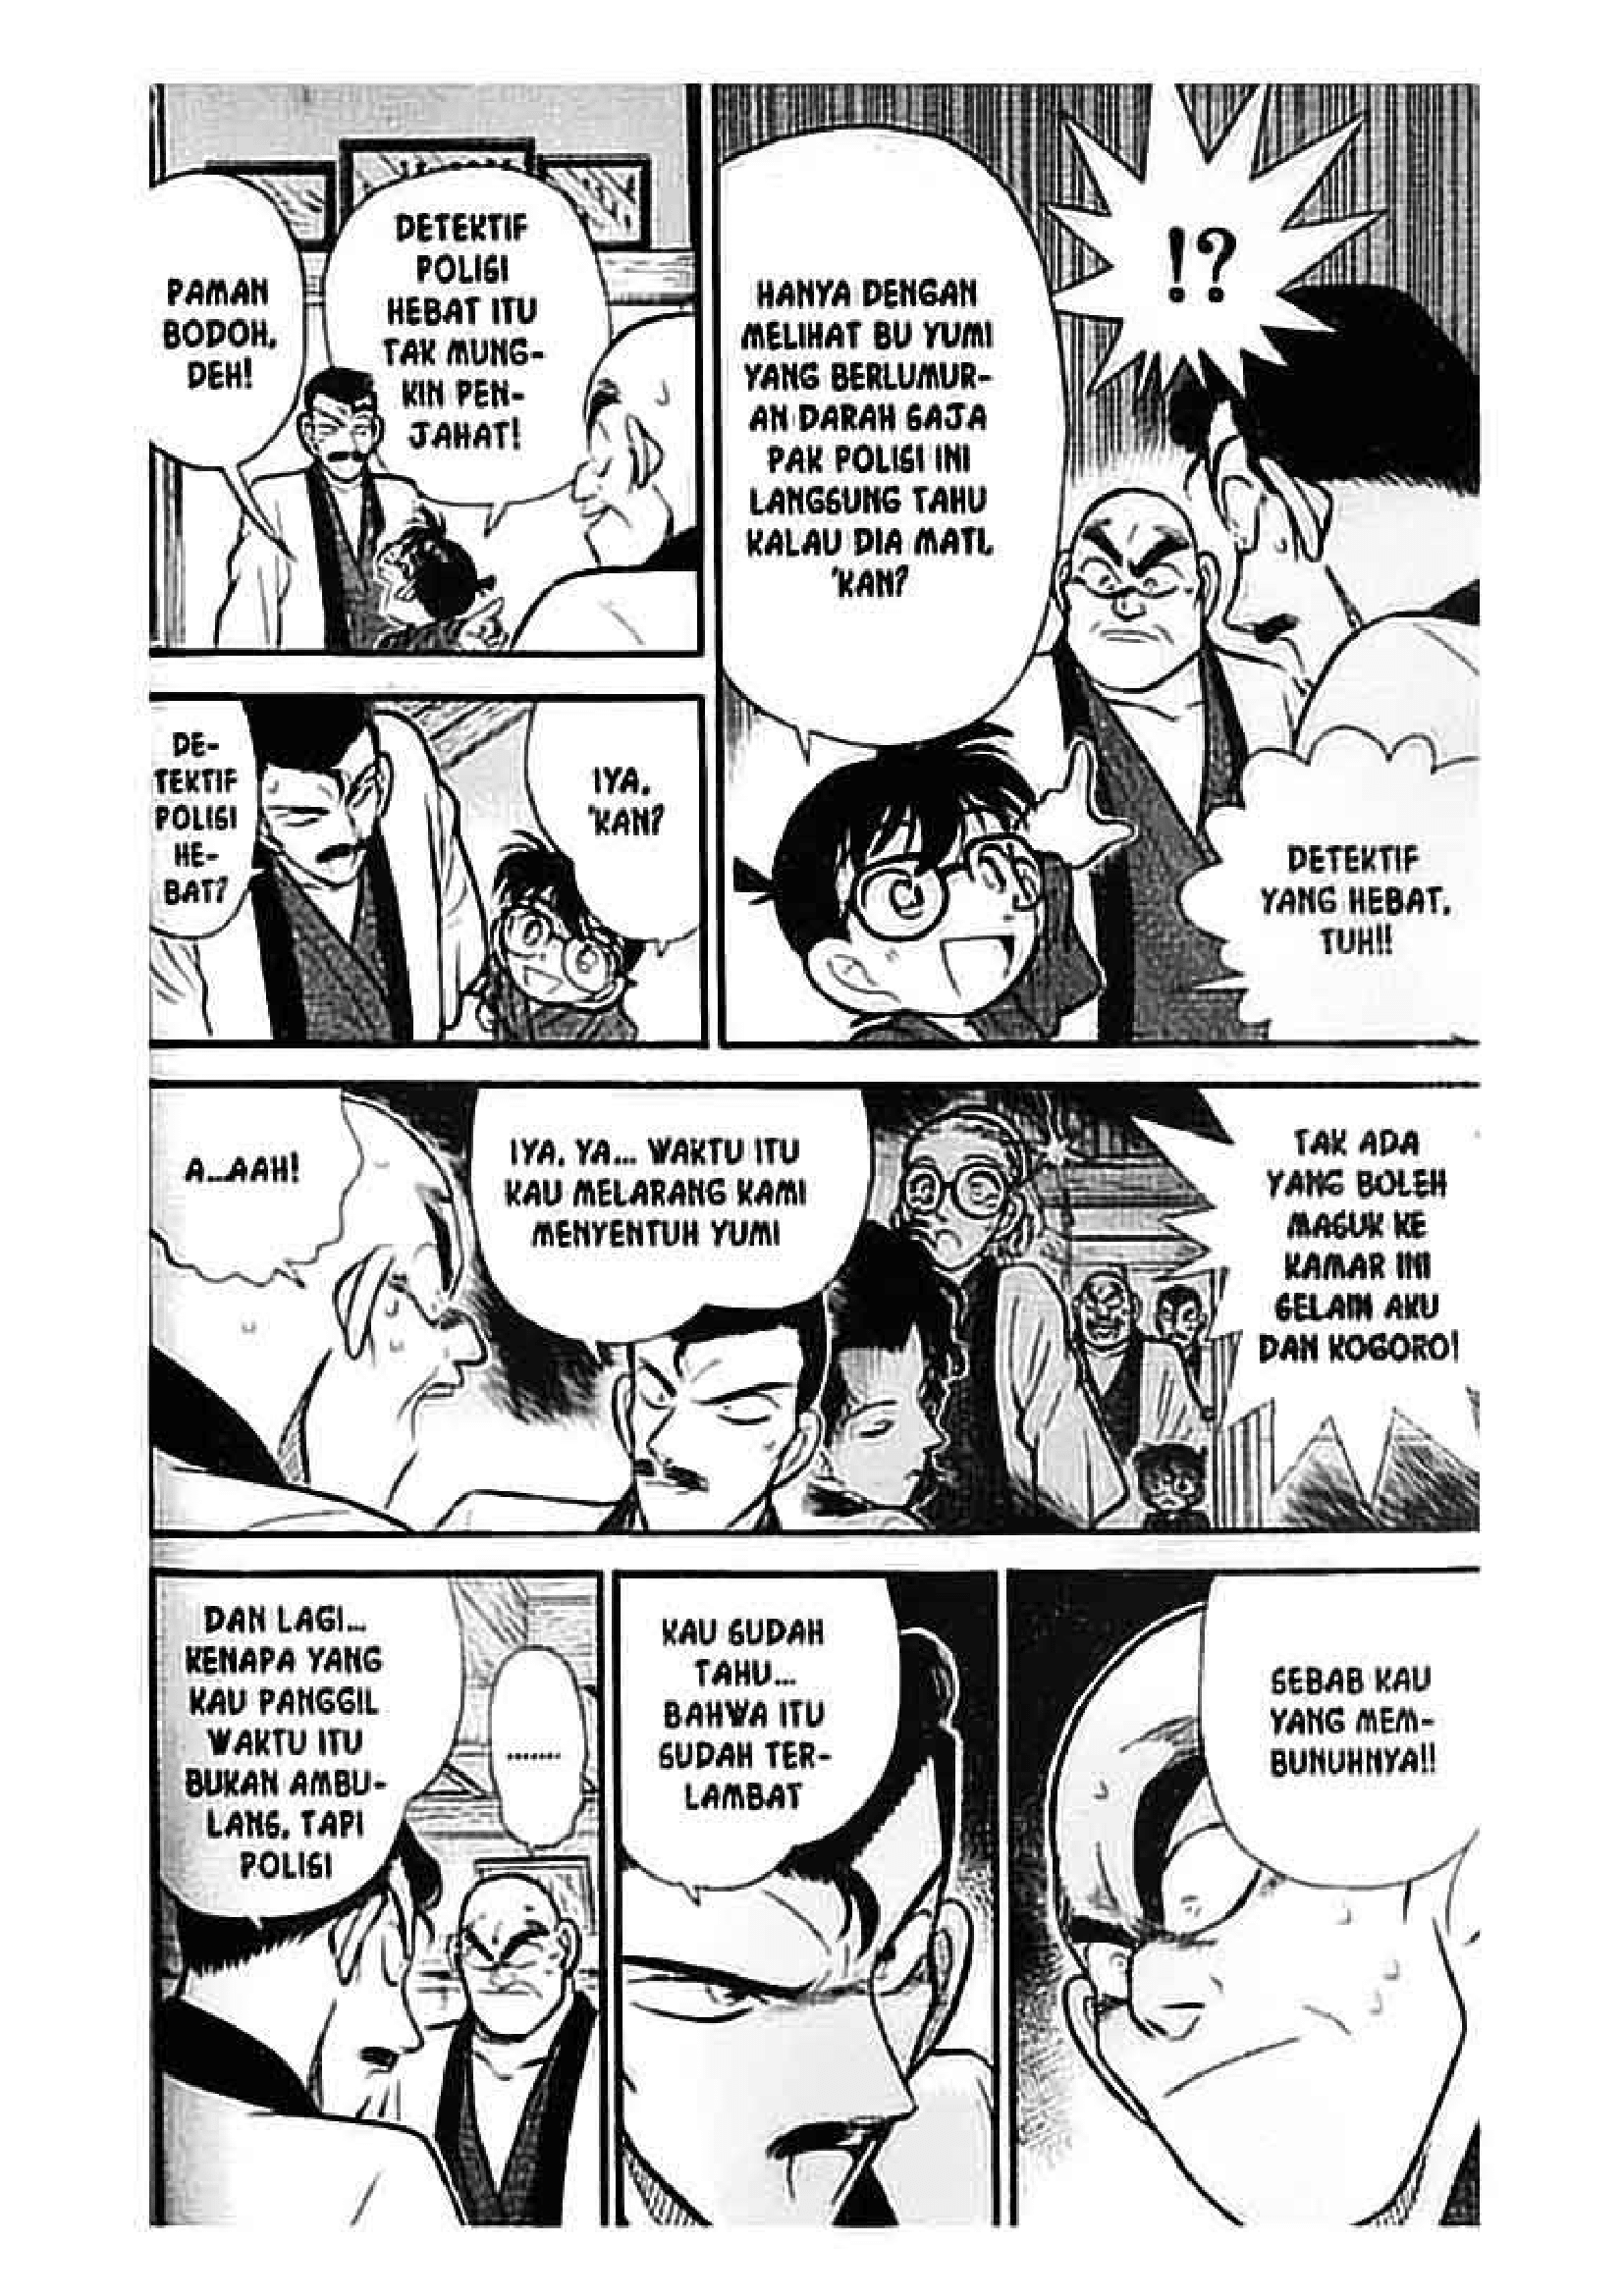 PAMAN
BODOH,
DEH!
DETEKTIF
POLISI
HEBAT ITU
TAK MUNG-
KIN PEN-
JAHAT!
DE-
TEKTIF
POLISI
HE-
BAT?
IYA,
'KAN?
HANYA DENGAN
MELIHAT BU YUMI
YANG BERLUMUR-
AN DARAH SAJA
PAK POLISI INI
LANGSUNG TAHU
KALAU DIA MATI,
'KAN?
!?
DETEKTIF
YANG HEBAT,
TUH!!
A...AAH!
IYA, YA... WAKTU ITU
KAU MELARANG KAMI
MENYENTUH YUMI
TAK ADA
YANG BOLEH
MASUK KE
KAMAR INI
SELAIN AKU
DAN KOGORO!
DAN LAGI...
KENAPA YANG
KAU PANGGIL
WAKTU ITU
BUKAN AMBU-
LANS, TAPI
POLISI
.......
KAU SUDAH
TAHU...
BAHWA ITU
SUDAH TER-
LAMBAT
SEBAB KAU
YANG MEM-
BUNUHNYA!!